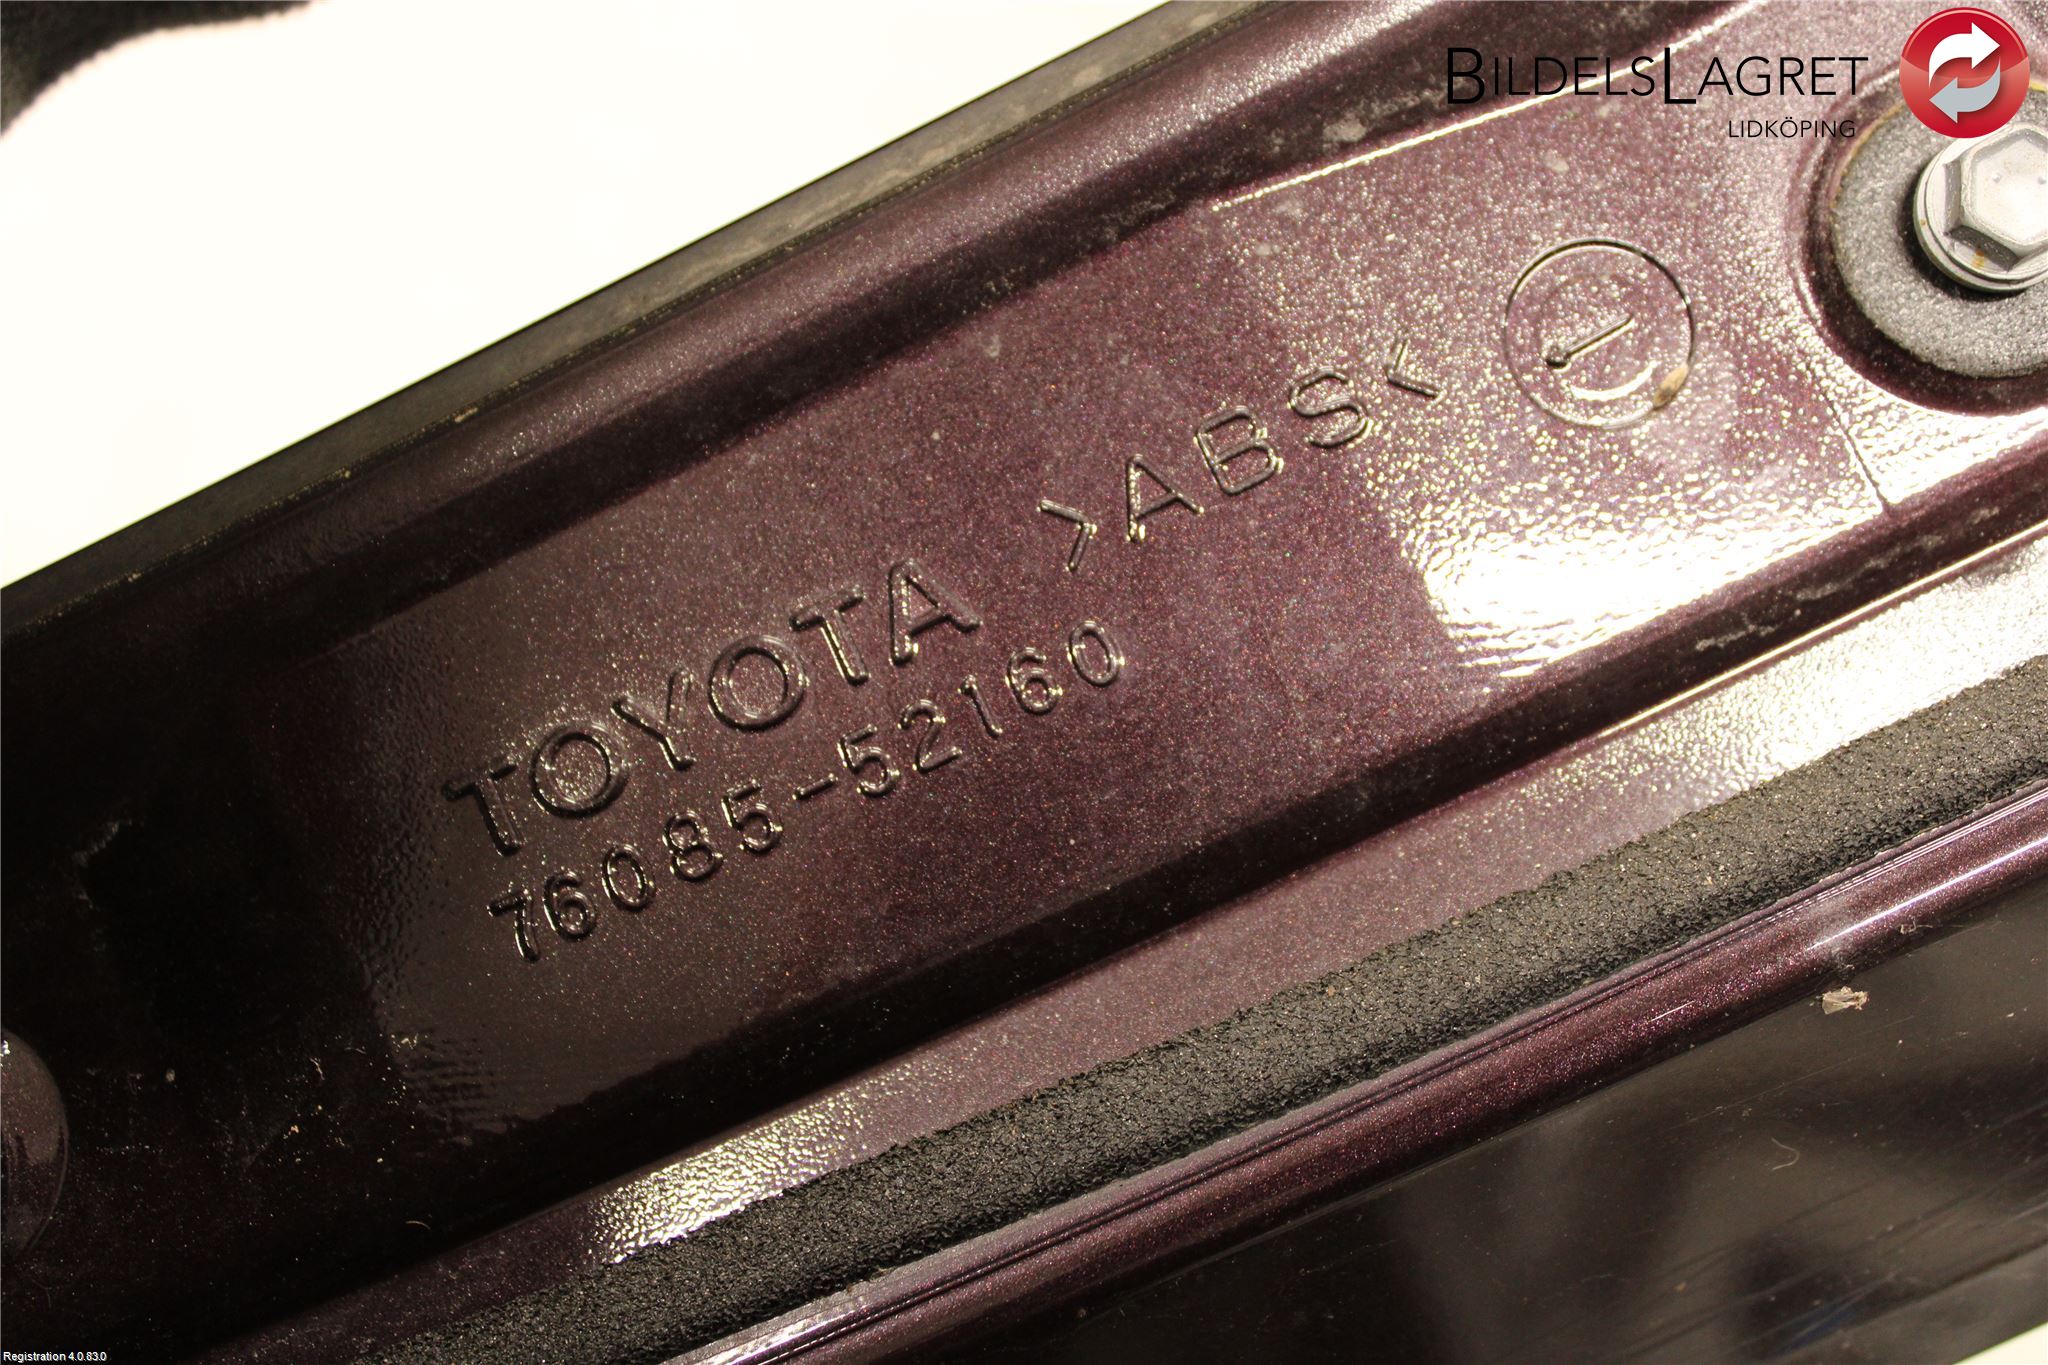 BILDELSLAGRET
LIDKÖPING
>ABS<
TOYOTA
76085-52160
Registration 4.0.83.0